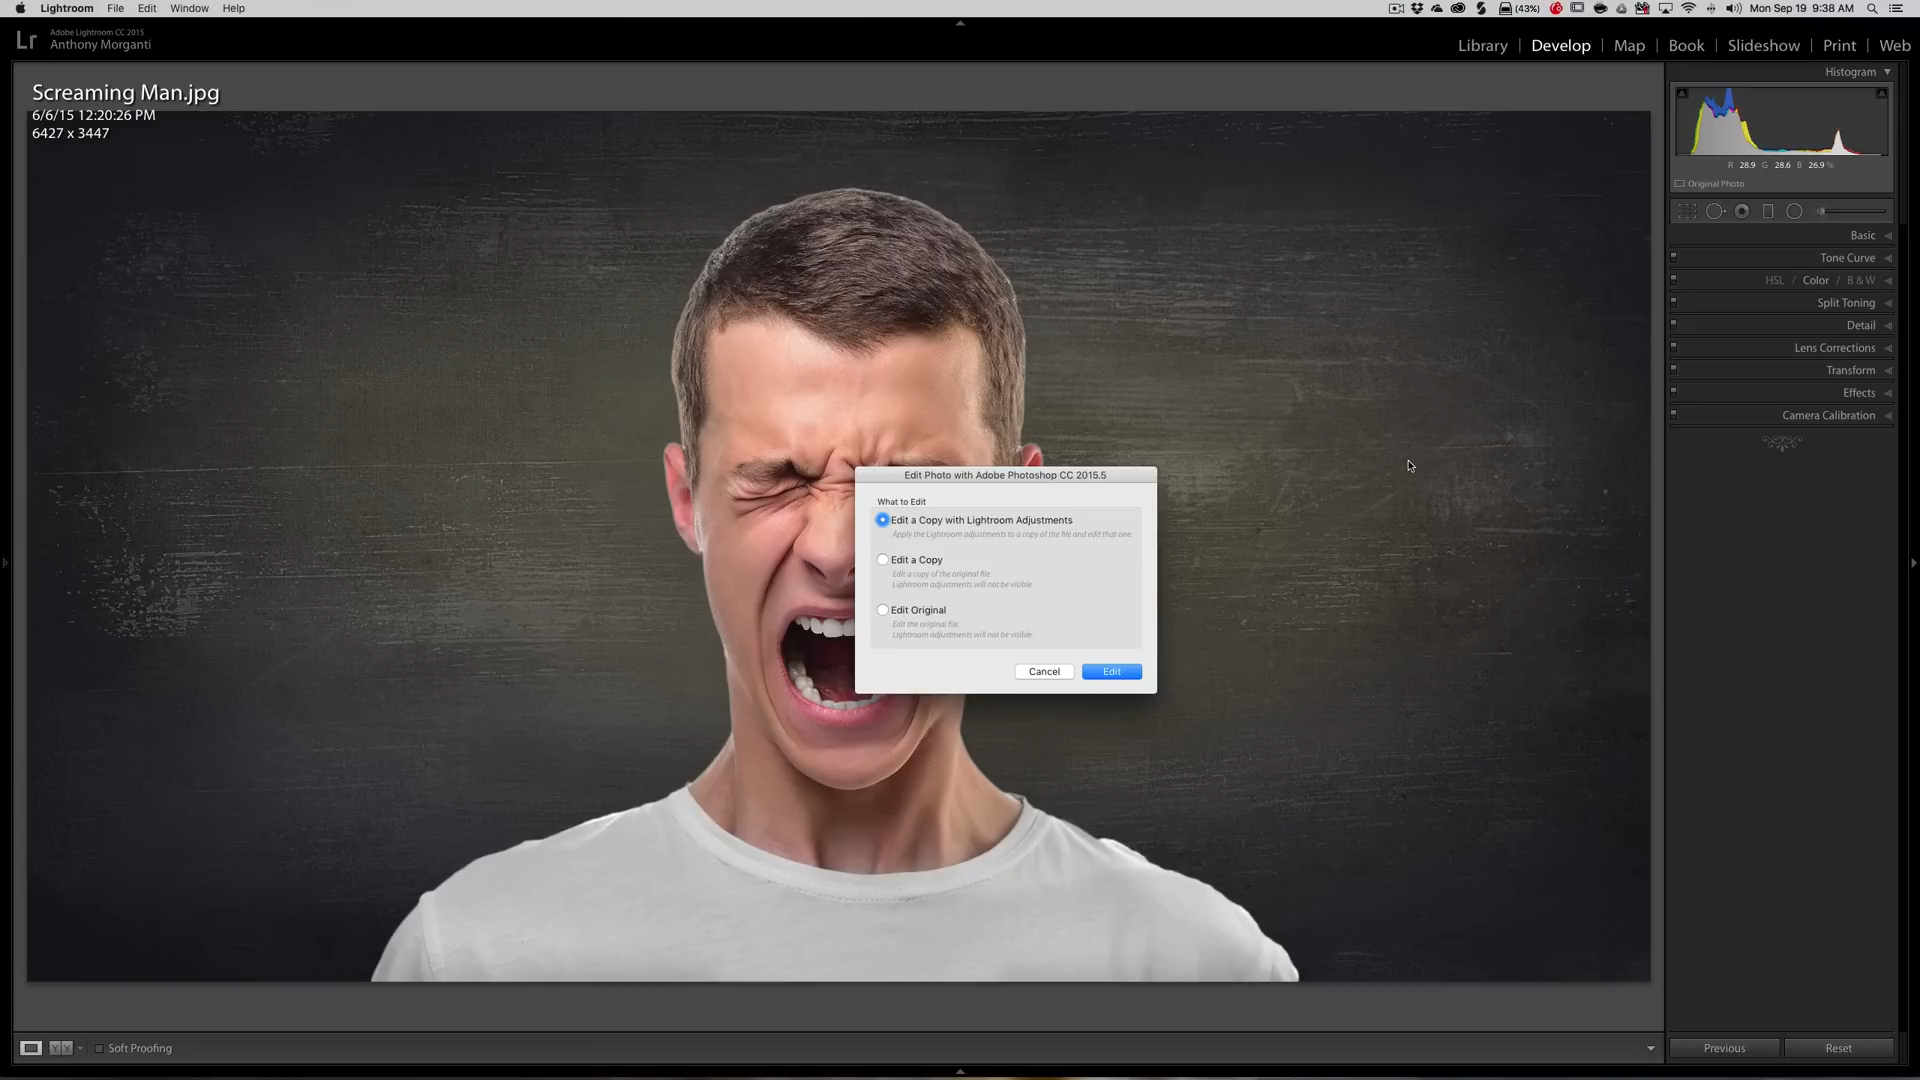 Lightroom File Edit Window Help
(43%) Mon Sep 19 9:38 AM
Lr
Adobe Lightroom CC 2015
Anthony Morganti
Library | Develop | Map | Book | Slideshow | Print | Web
Screaming Man.jpg
6/6/15 12:20:26 PM
6427 x 3447
Histogram
R 28.9 G 28.6 B 26.9 %
Original Photo
Basic
Tone Curve
HSL / Color / B & W
Split Toning
Detail
Lens Corrections
Transform
Effects
Camera Calibration
Edit Photo with Adobe Photoshop CC 2015.5
What to Edit
Edit a Copy with Lightroom Adjustments
Apply the Lightroom adjustments to a copy of the file and edit that one.
Edit a Copy
Edit a copy of the original file.
Lightroom adjustments will not be visible.
Edit Original
Edit the original file
Lightroom adjustments will not be visible.
Cancel Edit
YY Soft Proofing
Previous Reset